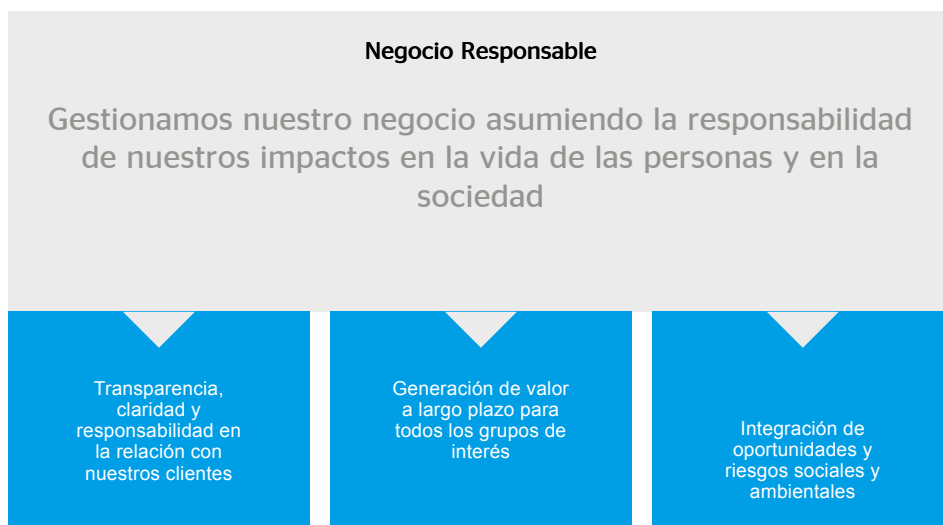 Negocio Responsable
Gestionamos nuestro negocio asumiendo la responsabilidad
de nuestros impactos en la vida de las personas y en la
sociedad
Transparencia,
claridad y
responsabilidad en
la relación con
nuestros clientes
Generación de valor
a largo plazo para
todos los grupos de
interés
Integración de
oportunidades y
riesgos sociales y
ambientales